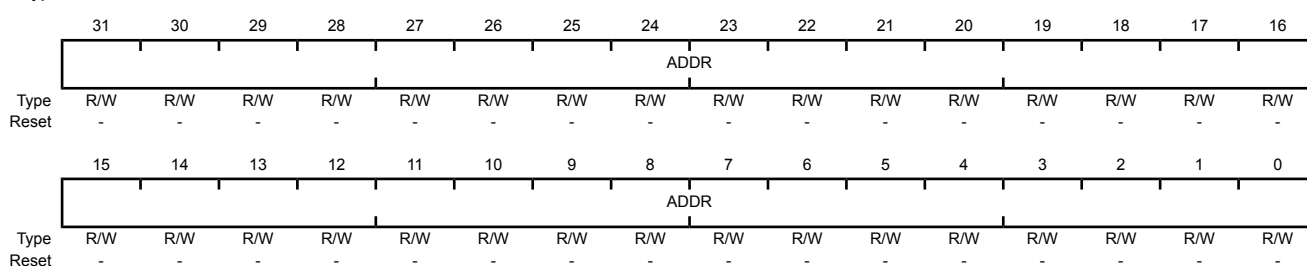 31 30 29 28 27 26 25 24 23 22 21 20 19 18 17 16
ADDR
Type R/W R/W R/W R/W R/W R/W R/W R/W R/W R/W R/W R/W R/W R/W R/W R/W
Reset - - - - - - - - - - - - - - - -
15 14 13 12 11 10 9 8 7 6 5 4 3 2 1 0
ADDR
Type R/W R/W R/W R/W R/W R/W R/W R/W R/W R/W R/W R/W R/W R/W R/W R/W
Reset - - - - - - - - - - - - - - - -